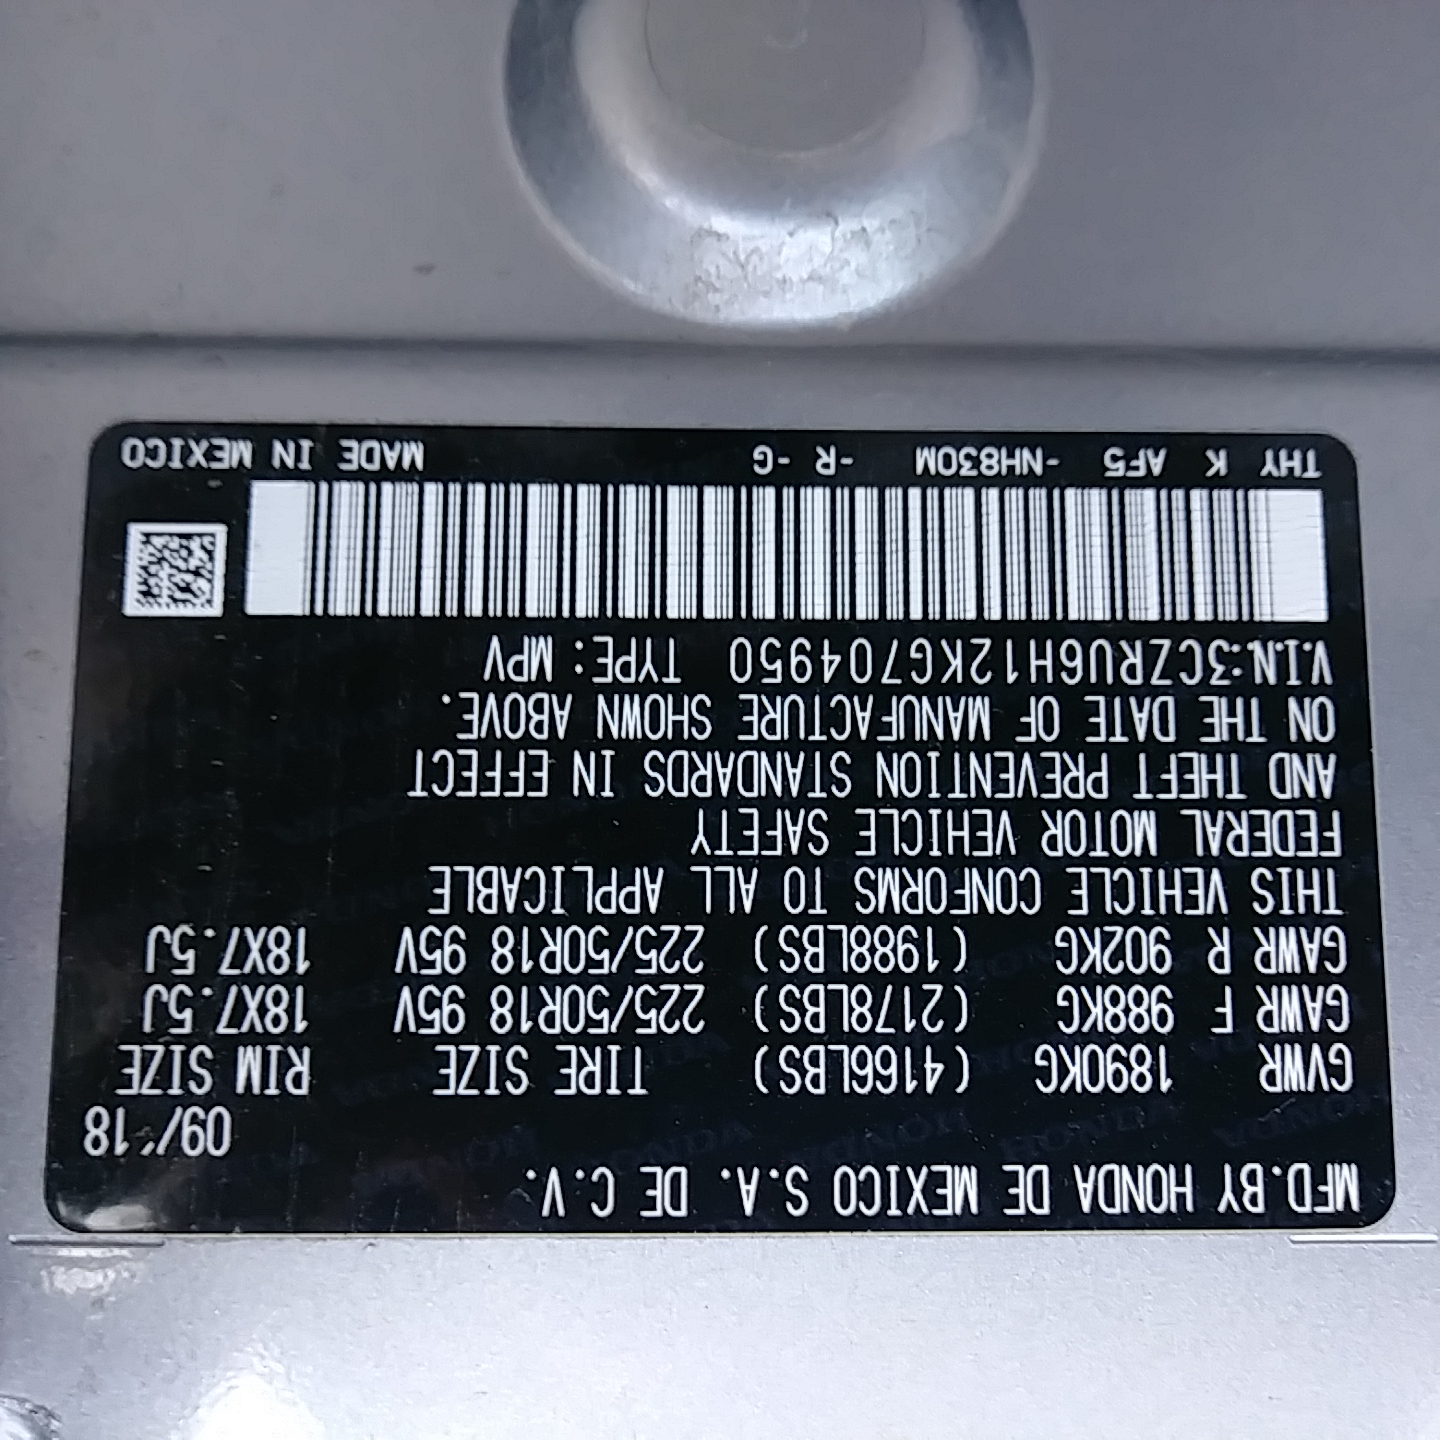 MFD.BY HONDA DE MEXICO S.A. DE C.V.
09/'18
GVWR 1890KG (4166LBS) TIRE SIZE RIM SIZE
GAWR F 988KG (2178LBS) 225/50R18 95V 18X7.5J
GAWR R 902KG (1988LBS) 225/50R18 95V 18X7.5J
THIS VEHICLE CONFORMS TO ALL APPLICABLE
FEDERAL MOTOR VEHICLE SAFETY
AND THEFT PREVENTION STANDARDS IN EFFECT
ON THE DATE OF MANUFACTURE SHOWN ABOVE.
V.I.N.:3CZRU6H12KG704950 TYPE: MPV
THY K AF5 -NH830M -R -G MADE IN MEXICO